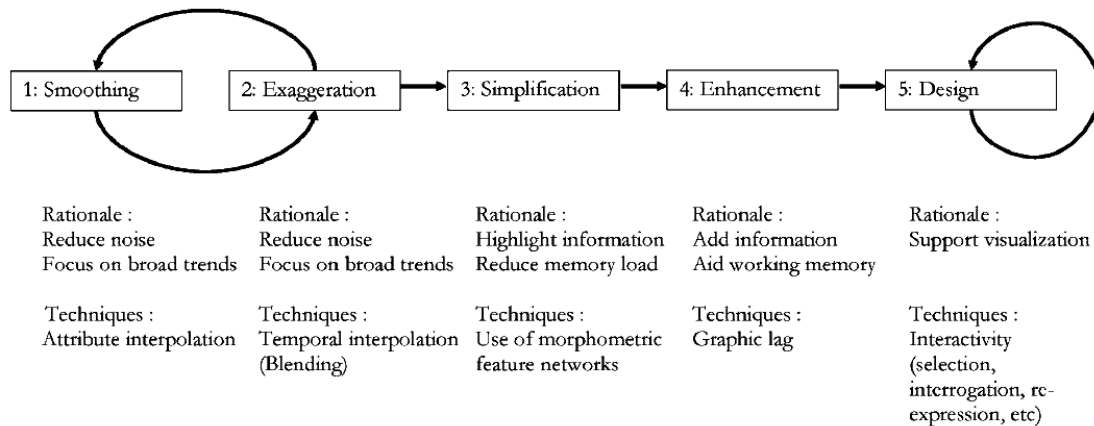 1: Smoothing
2: Exaggeration
3: Simplification
4: Enhancement
5: Design
Rationale :
Reduce noise
Focus on broad trends
Techniques :
Attribute interpolation
Rationale :
Reduce noise
Focus on broad trends
Techniques :
Temporal interpolation
(Blending)
Rationale :
Highlight information
Reduce memory load
Techniques :
Use of morphometric
feature networks
Rationale :
Add information
Aid working memory
Techniques :
Graphic lag
Rationale :
Support visualization
Techniques :
Interactivity
(selection,
interrogation, re-
expression, etc)